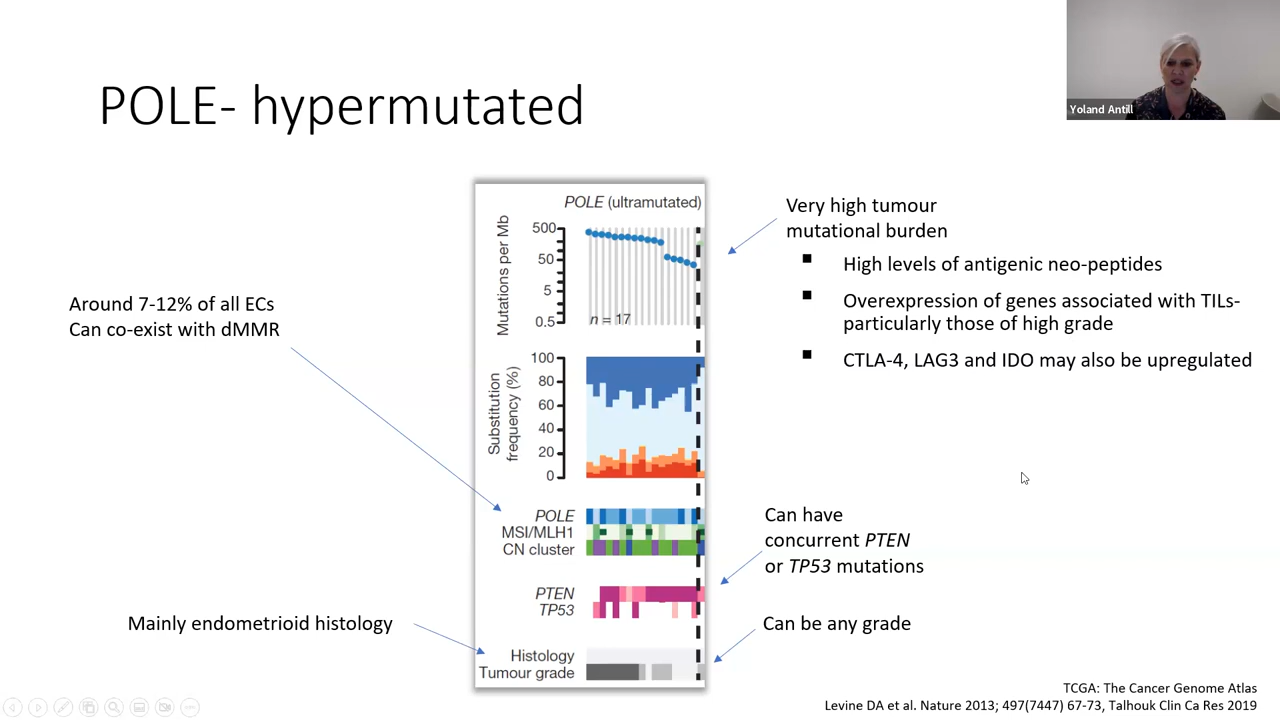 POLE- hypermutated
Yoland Antill
POLE (ultramutated)
Mutations per Mb
500
50
5
0.5
n = 17
Substitution
frequency (%)
100
80
60
40
20
0
POLE
MSI/MLH1
CN cluster
PTEN
TP53
Histology
Tumour grade
Around 7-12% of all ECs
Can co-exist with dMMR
Mainly endometrioid histology
Very high tumour
mutational burden
High levels of antigenic neo-peptides
Overexpression of genes associated with TILs-
particularly those of high grade
CTLA-4, LAG3 and IDO may also be upregulated
Can have
concurrent PTEN
or TP53 mutations
Can be any grade
TCGA: The Cancer Genome Atlas
Levine DA et al. Nature 2013; 497(7447) 67-73, Talhouk Clin Ca Res 2019